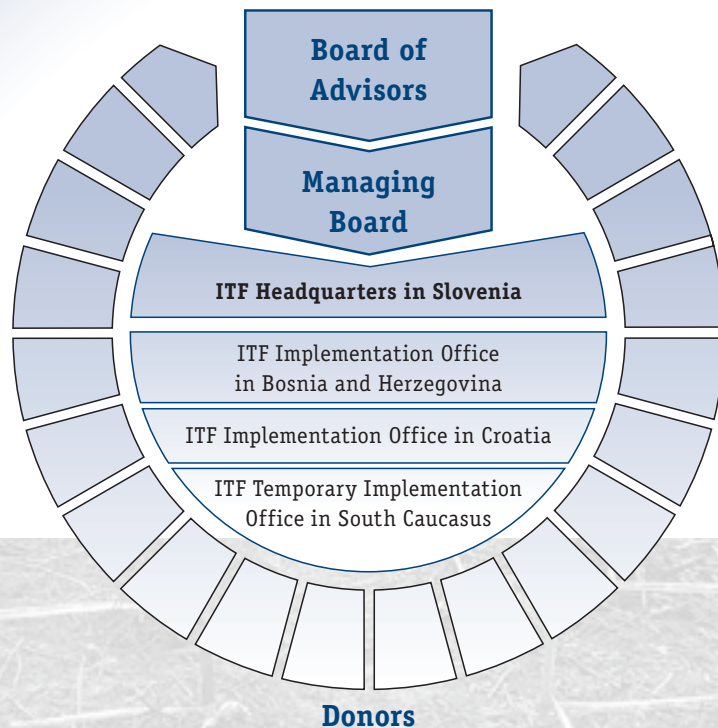 Board of
Advisors
Managing
Board
ITF Headquarters in Slovenia
ITF Implementation Office
in Bosnia and Herzegovina
ITF Implementation Office in Croatia
ITF Temporary Implementation
Office in South Caucasus
Donors